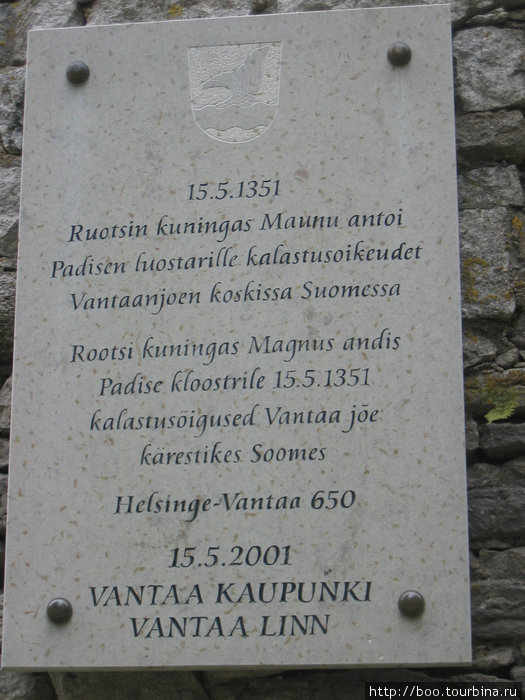 15.5.1351
Ruotsin kuningas Maunu antoi
Padisen luostarille kalastusoikeudet
Vantaanjoen koskissa Suomessa
Rootsi kuningas Magnus andis
Padise kloostrile 15.5.1351
kalastusõigused Vantaa jõe
kärestikes Soomes
Helsinge-Vantaa 650
15.5.2001
VANTAA KAUPUNKI
VANTAA LINN
http://boo.tourbina.ru